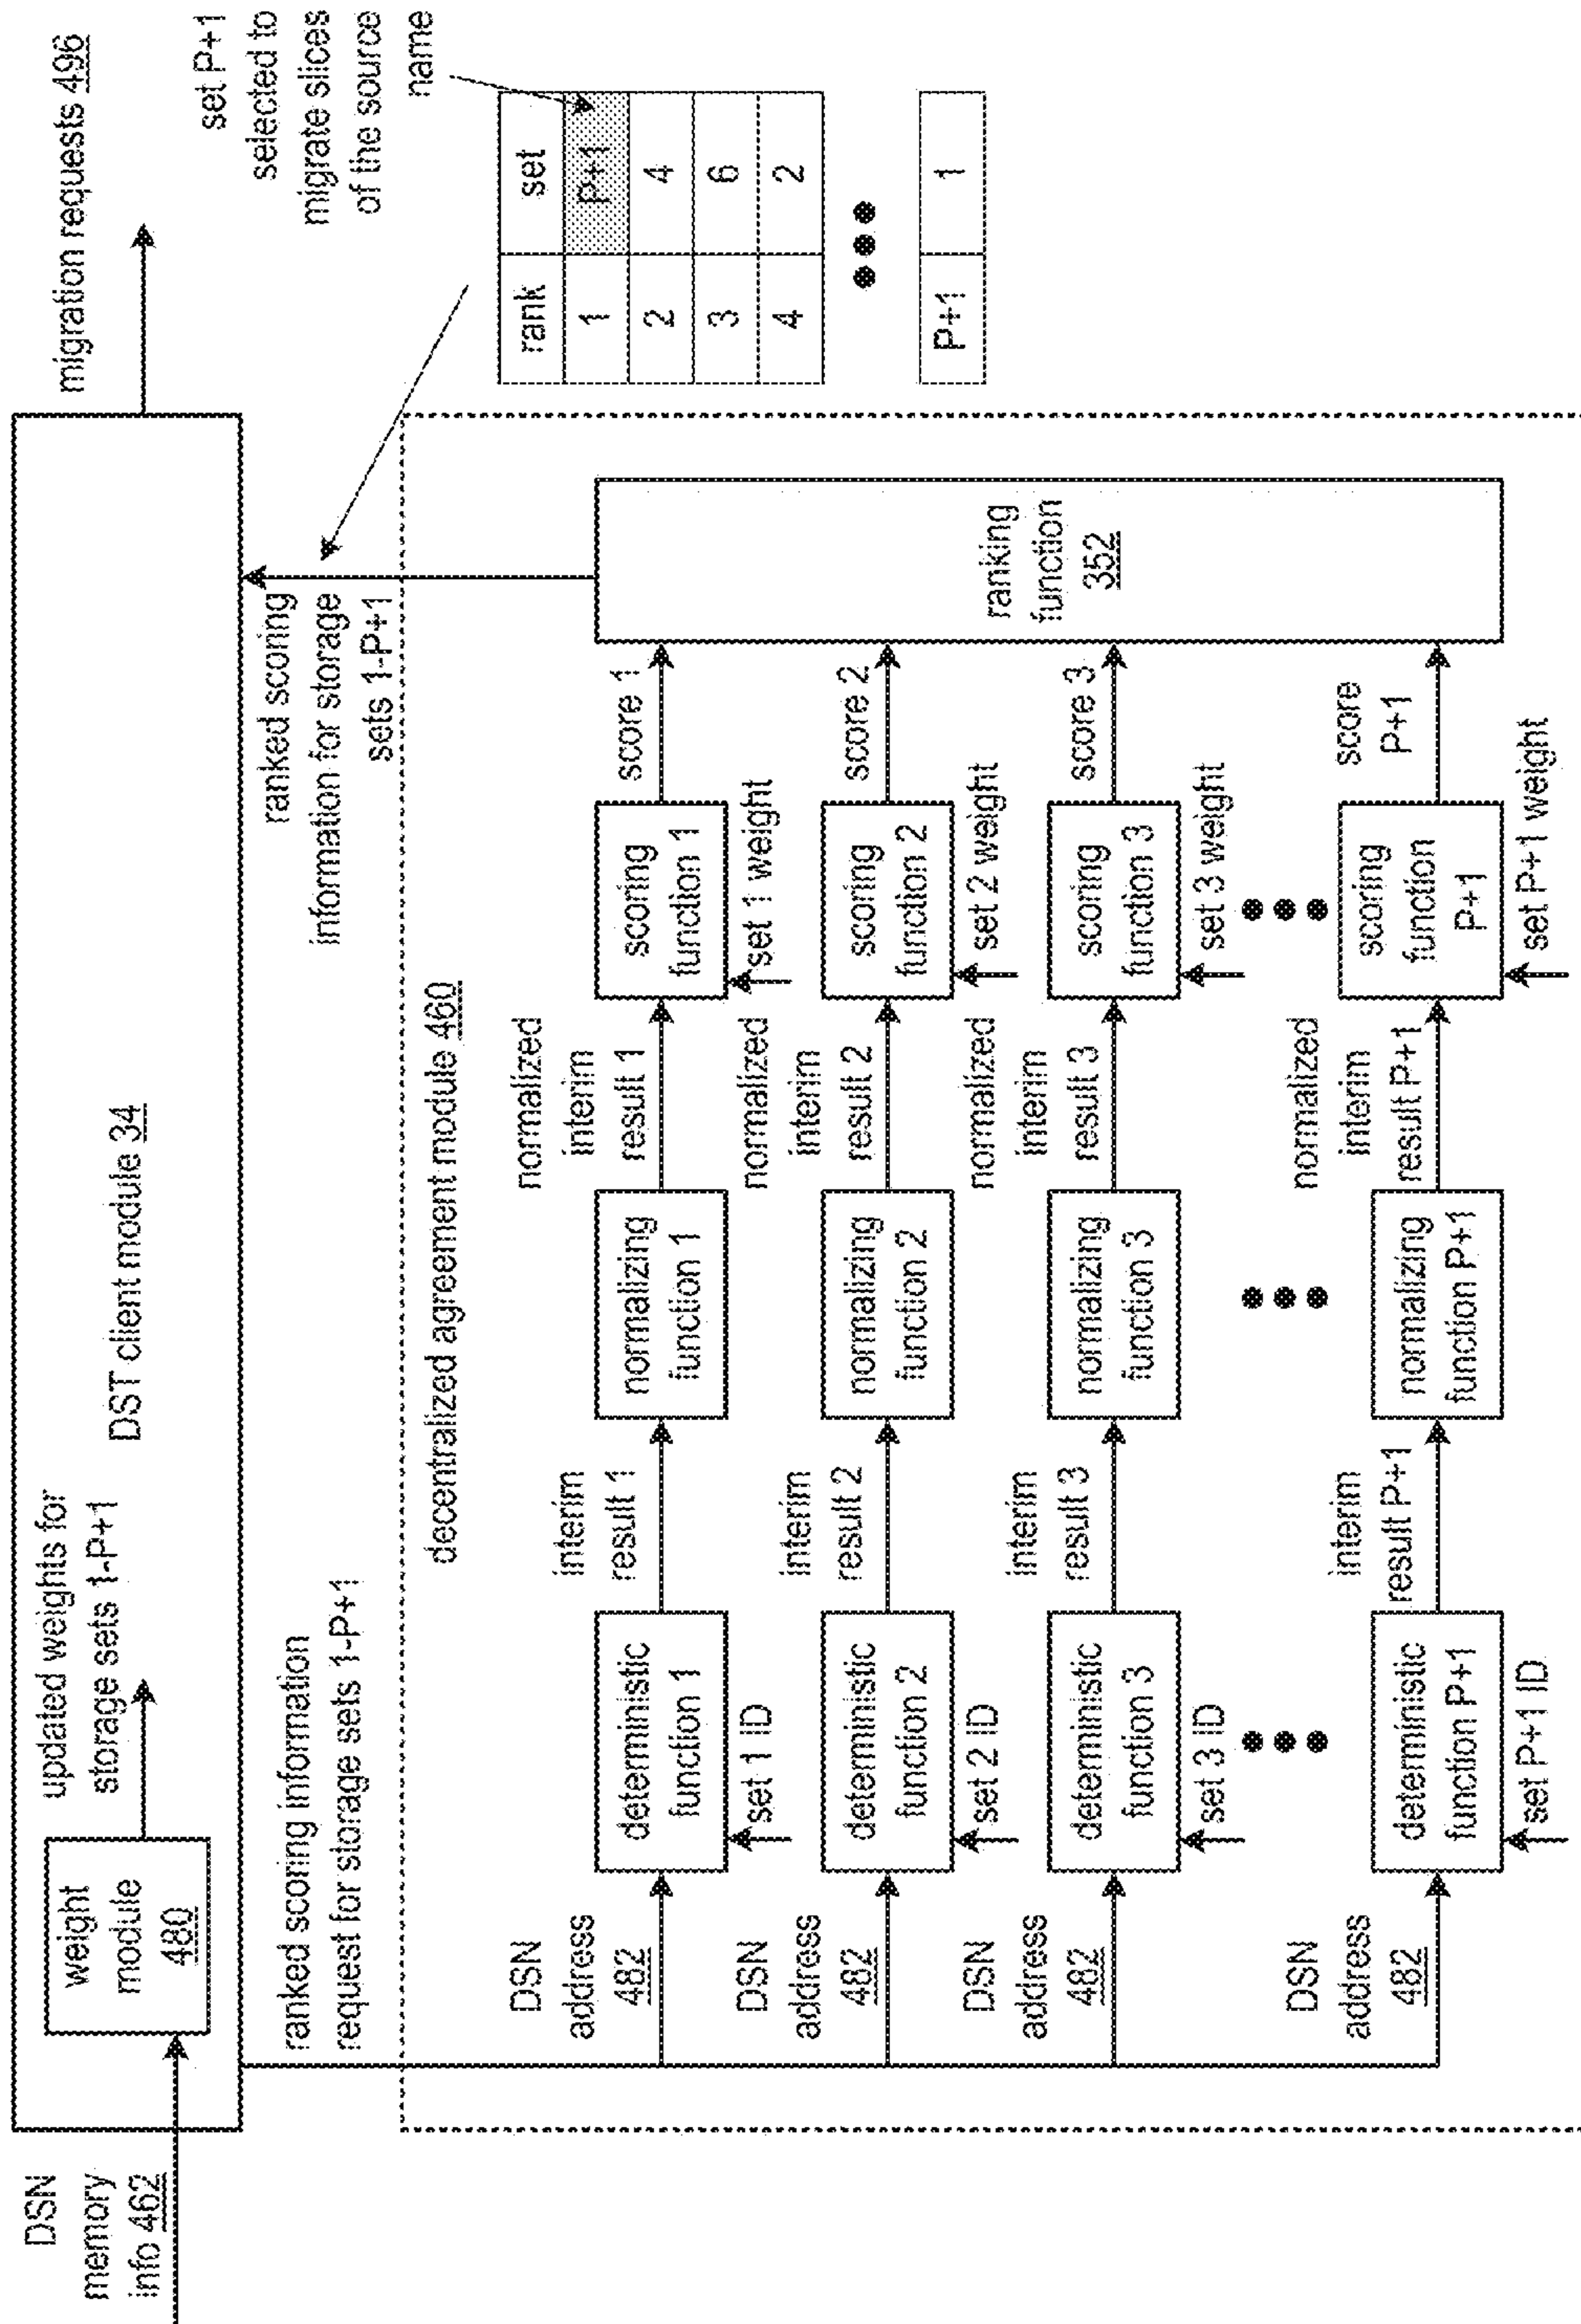 DSN
memory
info 462
weight
module
480
updated weights for
storage sets 1-P+1
DST client module 34
migration requests 496
ranked scoring information
request for storage sets 1-P+1
ranked scoring
information for storage
sets 1-P+1
set P+1
selected to
migrate slices
of the source
name
rank set
1 P+1
2 4
3 6
4 2
P+1 1
decentralized agreement module 460
DSN
address
482
deterministic
function 1
set 1 ID
interim
result 1
normalizing
function 1
normalized
interim
result 1
scoring
function 1
set 1 weight
score 1
DSN
address
482
deterministic
function 2
set 2 ID
interim
result 2
normalizing
function 2
normalized
interim
result 2
scoring
function 2
set 2 weight
score 2
DSN
address
482
deterministic
function 3
set 3 ID
interim
result 3
normalizing
function 3
normalized
interim
result 3
scoring
function 3
set 3 weight
score 3
DSN
address
482
deterministic
function P+1
set P+1 ID
interim
result P+1
normalizing
function P+1
normalized
interim
result P+1
scoring
function
P+1
set P+1 weight
score
P+1
ranking
function
352